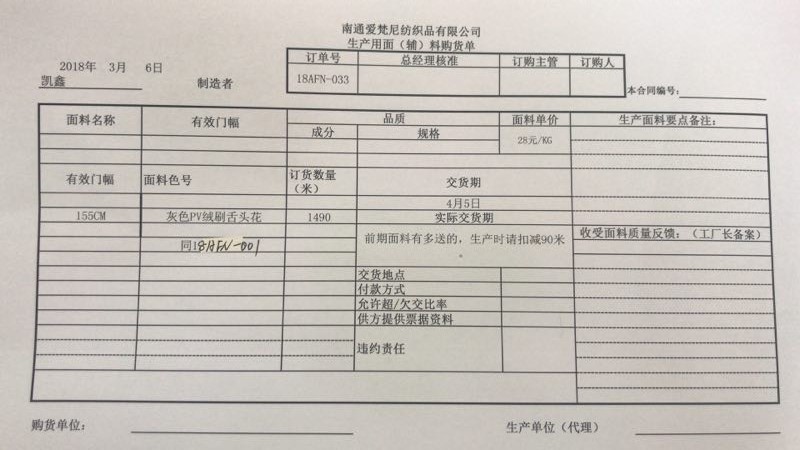 南通爱梵尼纺织品有限公司
生产用面（辅）料购货单
2018年 3月 6日
凯鑫 制造者
订单号 总经理核准 订购主管 订购人
18AFN-033
本合同编号：
面料名称 有效门幅 品质 面料单价 生产面料要点备注：
成分 规格 28元/KG
有效门幅 面料色号 订货数量（米） 交货期
4月5日
155CM 灰色PV绒刷舌头花 1490 实际交货期
收受面料质量反馈：（工厂长备案）
同18AFN-001 前期面料有多送的，生产时请扣减90米。
交货地点
付款方式
允许超/欠交比率
供方提供票据资料
违约责任
购货单位： 生产单位（代理）